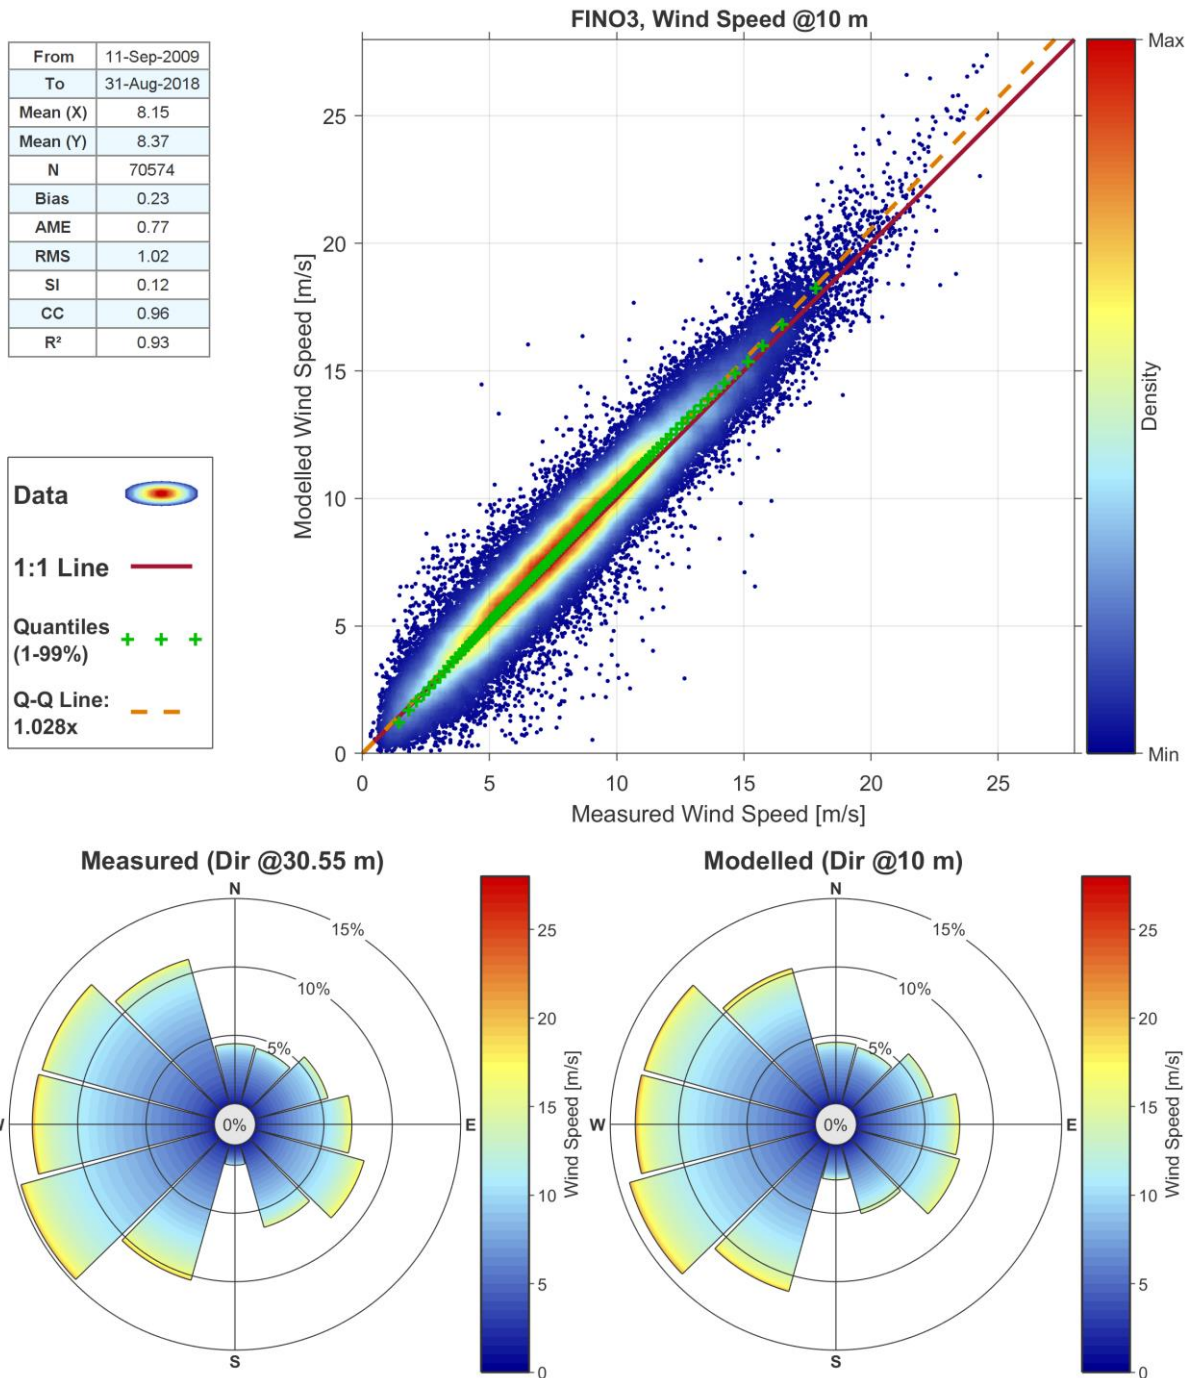 FINO3, Wind Speed @10 m
From 11-Sep-2009
To 31-Aug-2018
Mean (X) 8.15
Mean (Y) 8.37
N 70574
Bias 0.23
AME 0.77
RMS 1.02
SI 0.12
CC 0.96
R² 0.93
Data
1:1 Line
Quantiles
(1-99%)
Q-Q Line:
1.028x
Modelled Wind Speed [m/s]
25
20
15
10
5
0
0 5 10 15 20 25
Measured Wind Speed [m/s]
Max
Density
Min
Measured (Dir @30.55 m)
N
15%
10%
5%
0%
W
E
S
25
20
15
10
5
0
Wind Speed [m/s]
Modelled (Dir @10 m)
N
15%
10%
5%
0%
W
E
S
25
20
15
10
5
0
Wind Speed [m/s]